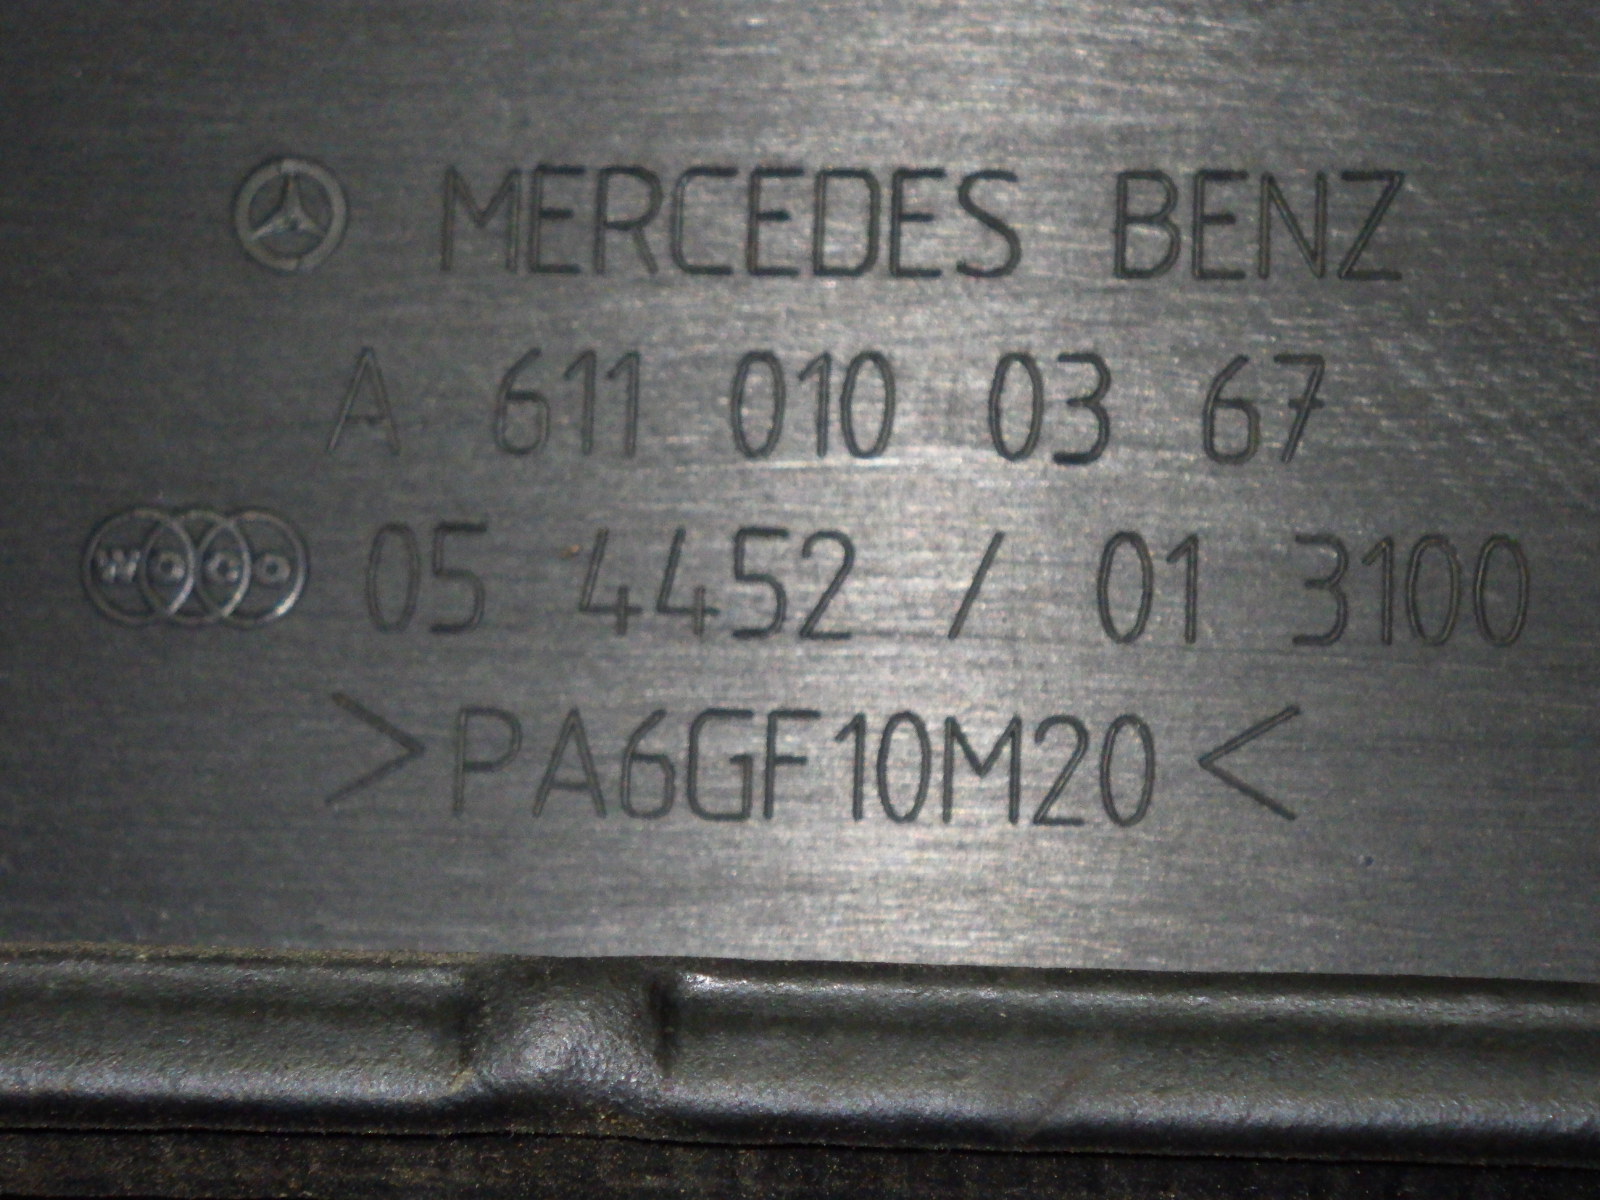 MERCEDES BENZ
A 611 010 03 67
WOCO 05 4452 / 01 3100
>PA6GF10M20<